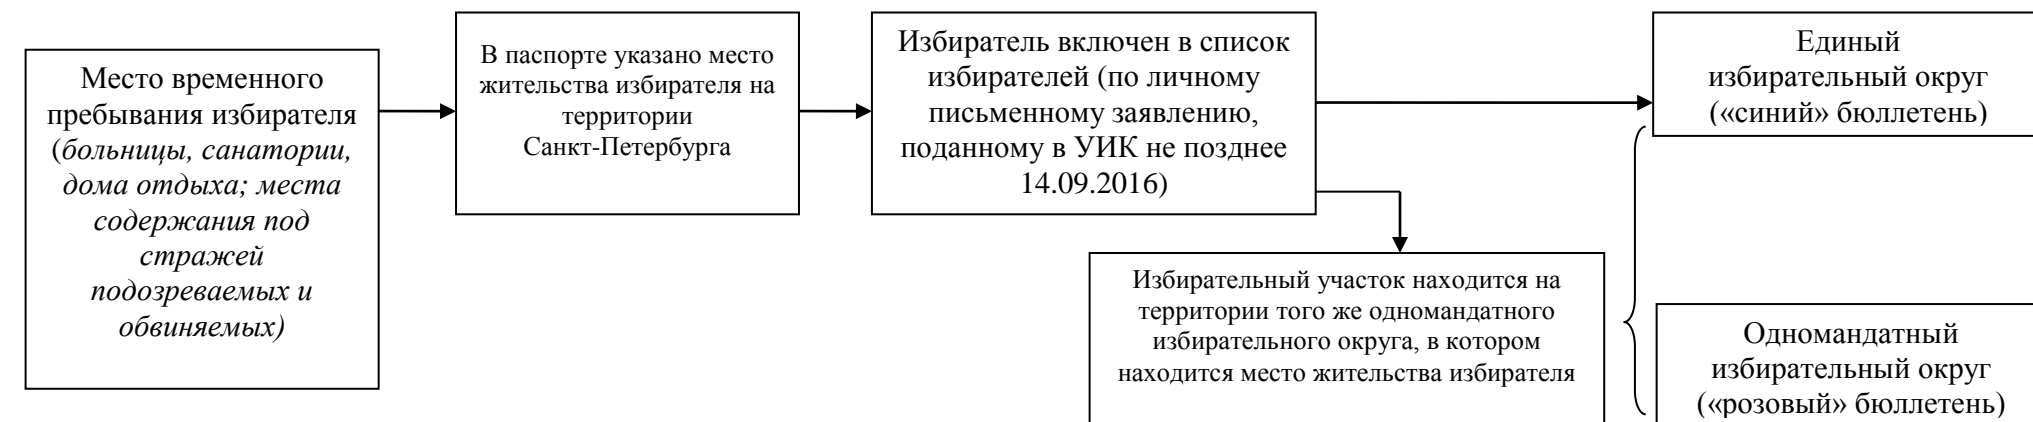 Место временного
пребывания избирателя
(больницы, санатории,
дома отдыха; места
содержания под
стражей
подозреваемых и
обвиняемых)
В паспорте указано место
жительства избирателя на
территории
Санкт-Петербурга
Избиратель включен в список
избирателей (по личному
письменному заявлению,
поданному в УИК не позднее
14.09.2016)
Единый
избирательный округ
(«синий» бюллетень)
Избирательный участок находится на
территории того же одномандатного
избирательного округа, в котором
находится место жительства избирателя
Одномандатный
избирательный округ
(«розовый» бюллетень)